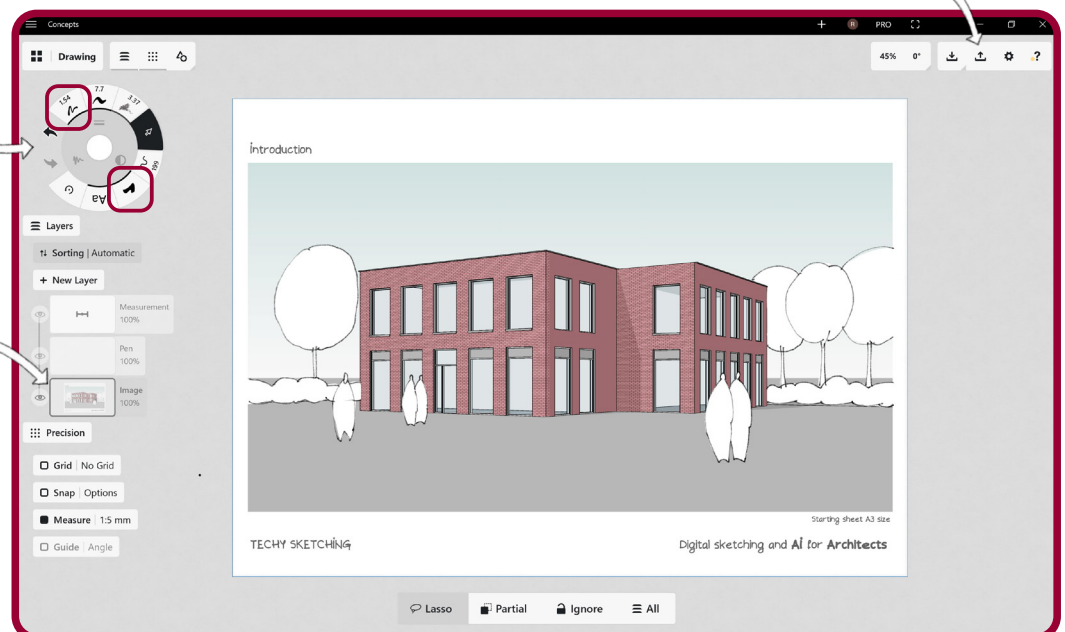 Concepts
R PRO
Drawing
45% 0°
?
1.54
7.7
3.37
199
Aa
Layers
Sorting | Automatic
+ New Layer
Measurement
100%
Pen
100%
Image
100%
Precision
Grid | No Grid
Snap | Options
Measure | 1:5 mm
Guide | Angle
introduction
Starting sheet A3 size
TECHY SKETCHING
Digital sketching and Ai for Architects
Lasso
Partial
Ignore
All